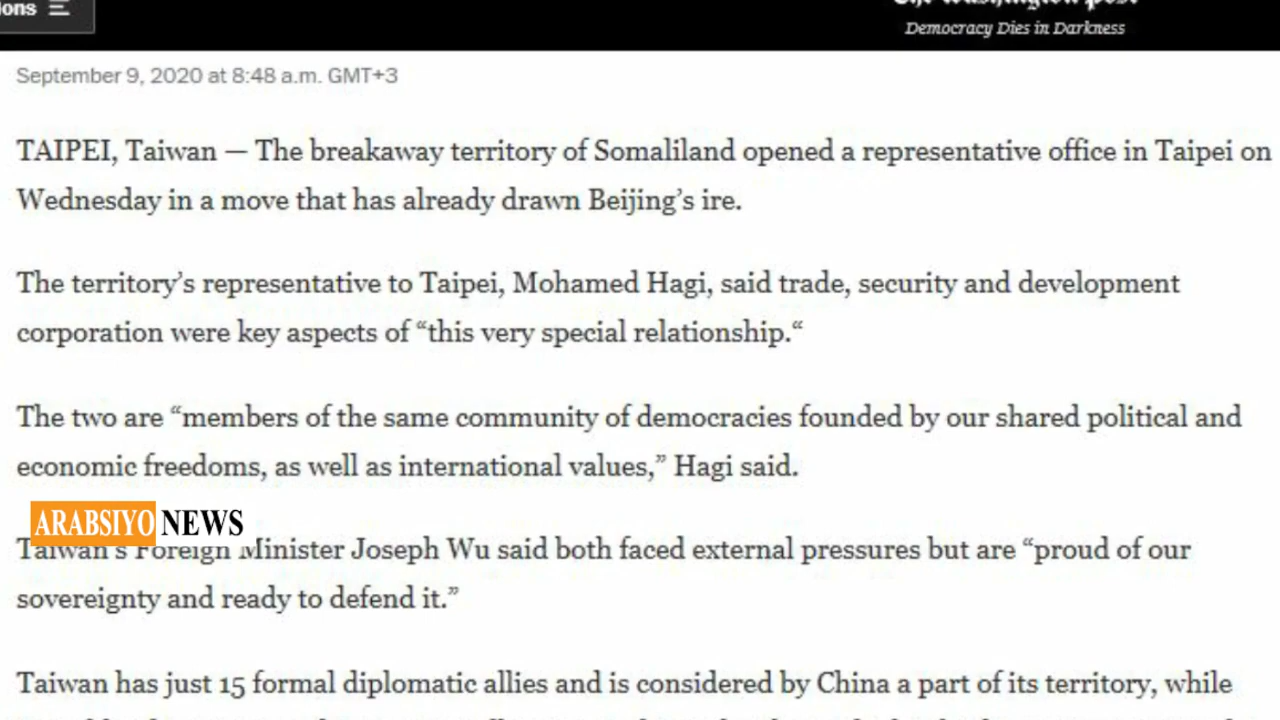 ons
The Washington Post
Democracy Dies in Darkness
September 9, 2020 at 8:48 a.m. GMT+3
TAIPEI, Taiwan — The breakaway territory of Somaliland opened a representative office in Taipei on
Wednesday in a move that has already drawn Beijing’s ire.
The territory’s representative to Taipei, Mohamed Hagi, said trade, security and development
corporation were key aspects of “this very special relationship.“
The two are “members of the same community of democracies founded by our shared political and
economic freedoms, as well as international values,” Hagi said.
ARABSIYO NEWS
Taiwan’s Foreign Minister Joseph Wu said both faced external pressures but are “proud of our
sovereignty and ready to defend it.”
Taiwan has just 15 formal diplomatic allies and is considered by China a part of its territory, while